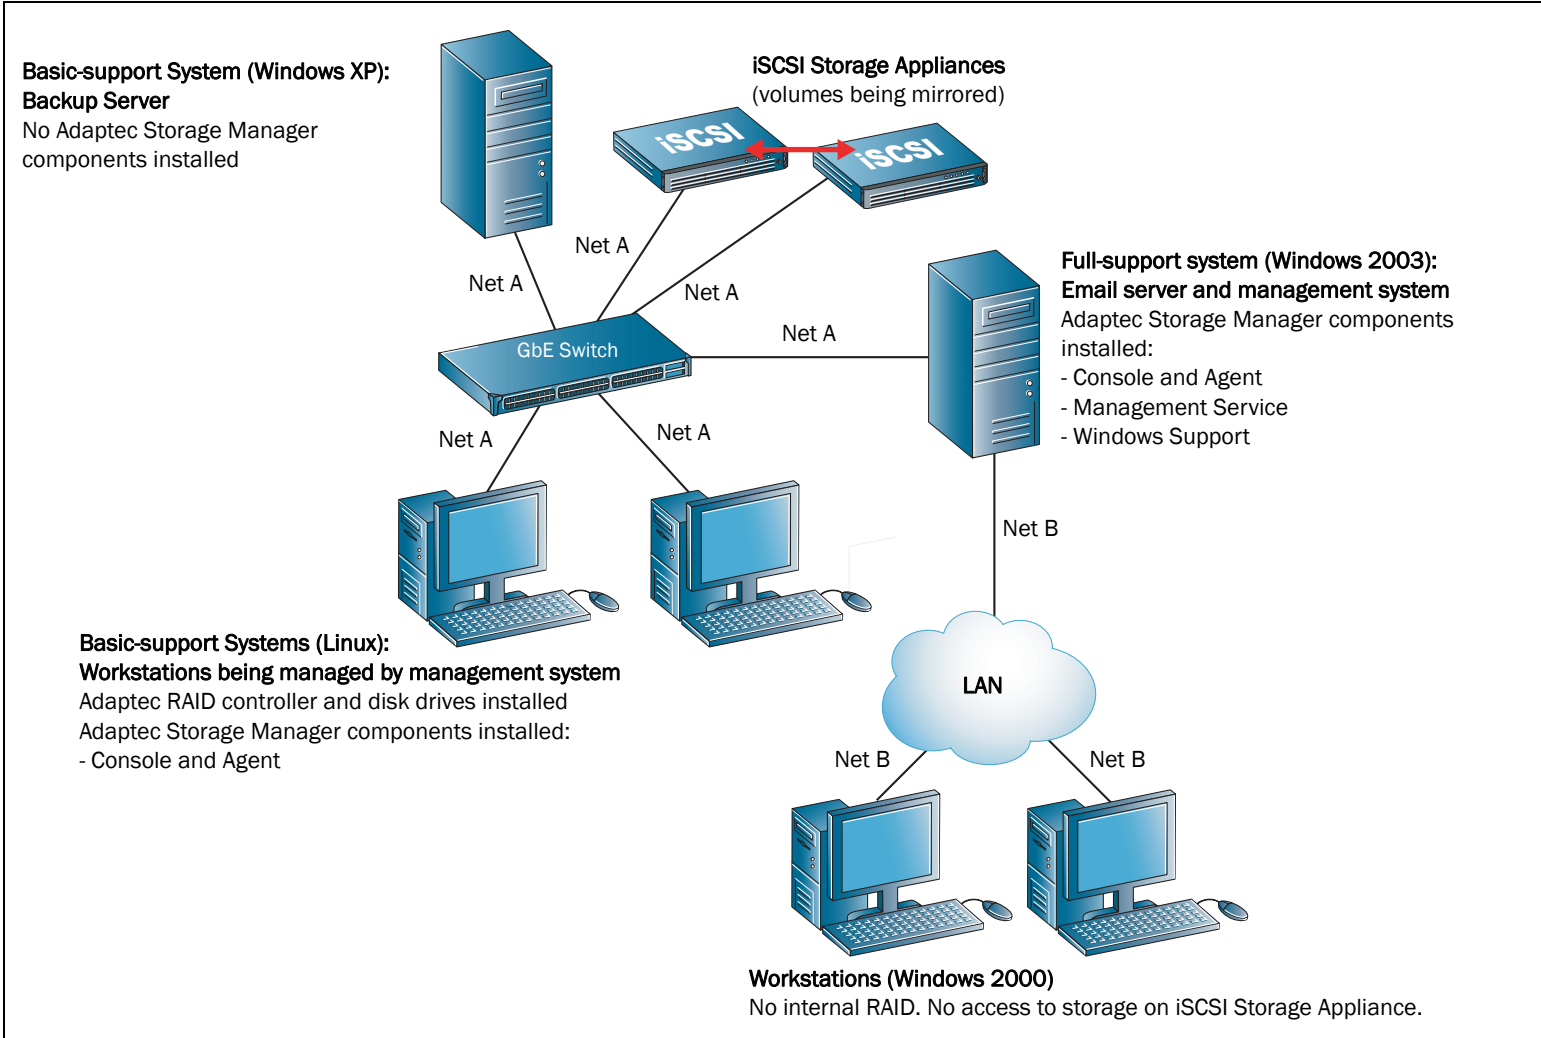 Basic-support System (Windows XP):
Backup Server
No Adaptec Storage Manager
components installed
iSCSI Storage Appliances
(volumes being mirrored)
iSCSI
iSCSI
Net A
Net A
Net A
Net A
GbE Switch
Full-support system (Windows 2003):
Email server and management system
Adaptec Storage Manager components
installed:
- Console and Agent
- Management Service
- Windows Support
Net A
Net A
Net B
Basic-support Systems (Linux):
Workstations being managed by management system
Adaptec RAID controller and disk drives installed
Adaptec Storage Manager components installed:
- Console and Agent
LAN
Net B
Net B
Workstations (Windows 2000)
No internal RAID. No access to storage on iSCSI Storage Appliance.